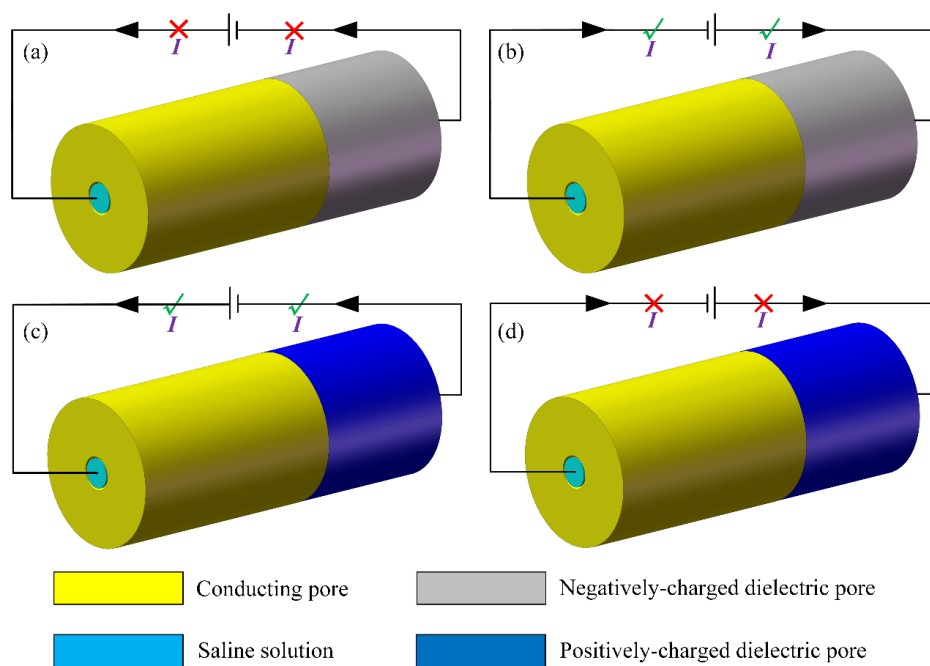 (a) I I
(b) I I
(c) I I
(d) I I
Conducting pore
Negatively-charged dielectric pore
Saline solution
Positively-charged dielectric pore